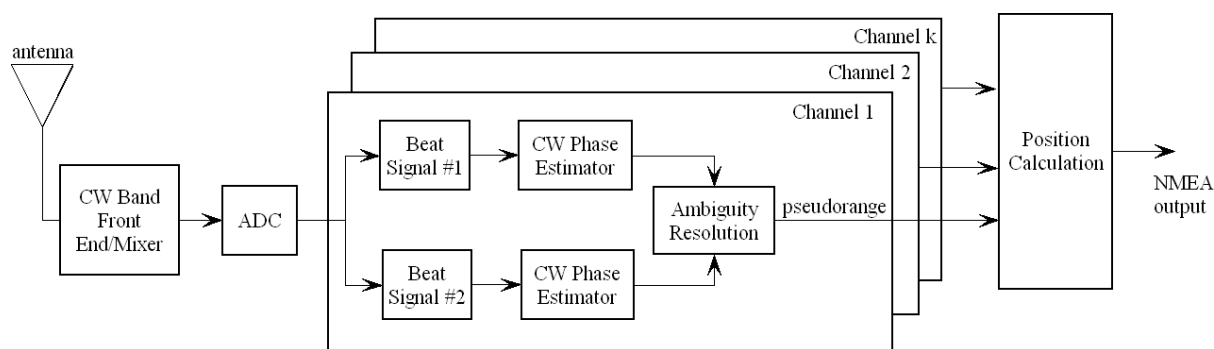 antenna
CW Band
Front
End/Mixer
ADC
Channel k
Channel 2
Channel 1
Beat
Signal #1
CW Phase
Estimator
Beat
Signal #2
CW Phase
Estimator
Ambiguity
Resolution
pseudorange
Position
Calculation
NMEA
output